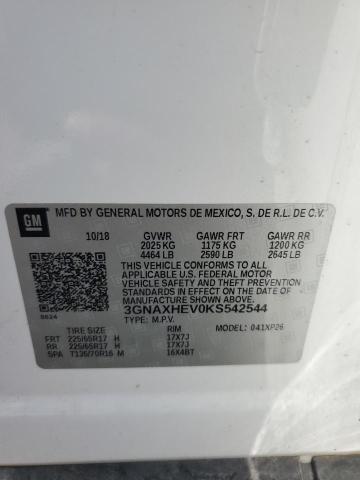 GM
MFD BY GENERAL MOTORS DE MEXICO, S. DE R.L. DE C.V.
10/18 GVWR GAWR FRT GAWR RR
2025 KG 1175 KG 1200 KG
4464 LB 2590 LB 2645 LB
THIS VEHICLE CONFORMS TO ALL APPLICABLE
U.S. FEDERAL MOTOR VEHICLE SAFETY, BUMPER,
AND THEFT PREVENTION STANDARDS IN EFFECT ON
THE DATE OF MANUFACTURE SHOWN ABOVE.
3GNAXHEV0KS542544
TYPE: M.P.V. MODEL: 041XP26
8624
TIRE SIZE RIM
FRT 225/65R17 H 17X7J
RR 225/65R17 H 17X7J
SPA T135/70R16 M 16X4BT